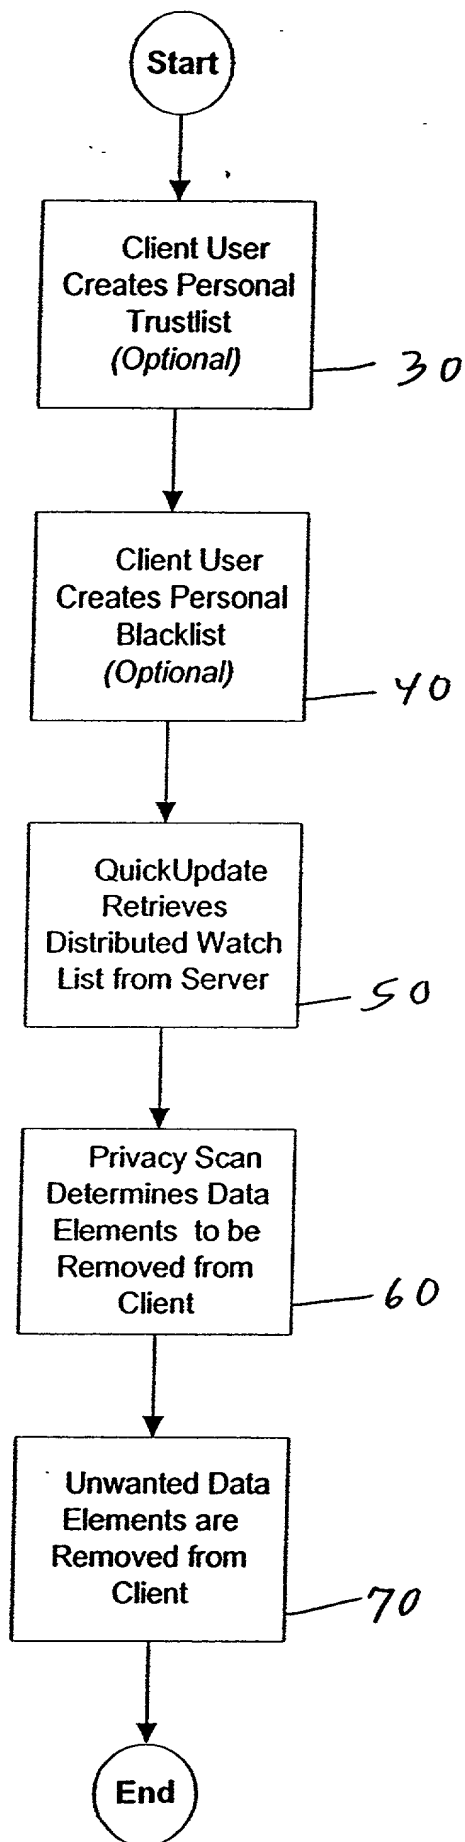 Start
Client User
Creates Personal
Trustlist
(Optional)
30
Client User
Creates Personal
Blacklist
(Optional)
40
QuickUpdate
Retrieves
Distributed Watch
List from Server
50
Privacy Scan
Determines Data
Elements to be
Removed from
Client
60
Unwanted Data
Elements are
Removed from
Client
70
End